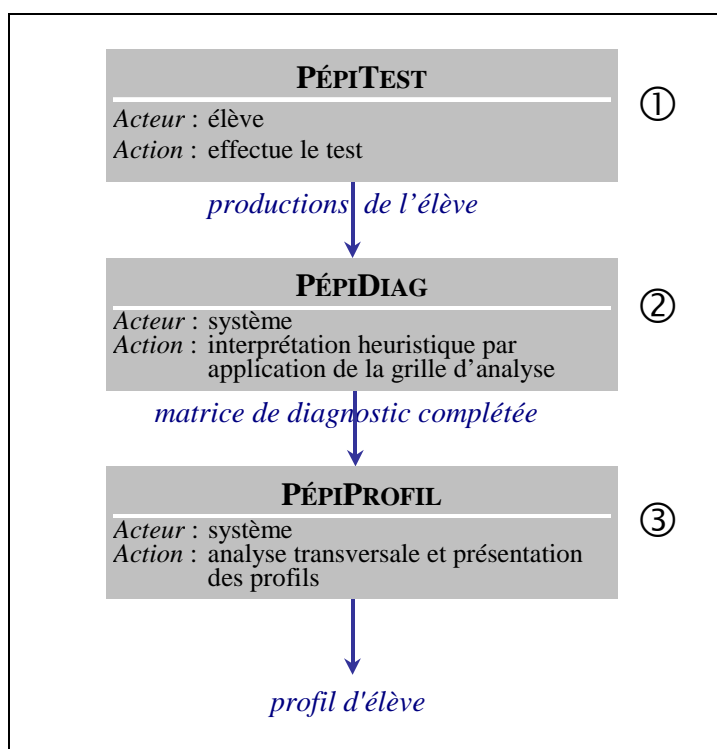 PÉPITEST
①
Acteur : élève
Action : effectue le test
productions de l’élève
PÉPIDIAG
②
Acteur : système
Action : interprétation heuristique par
application de la grille d’analyse
matrice de diagnostic complétée
PÉPIPROFIL
③
Acteur : système
Action : analyse transversale et présentation
des profils
profil d'élève